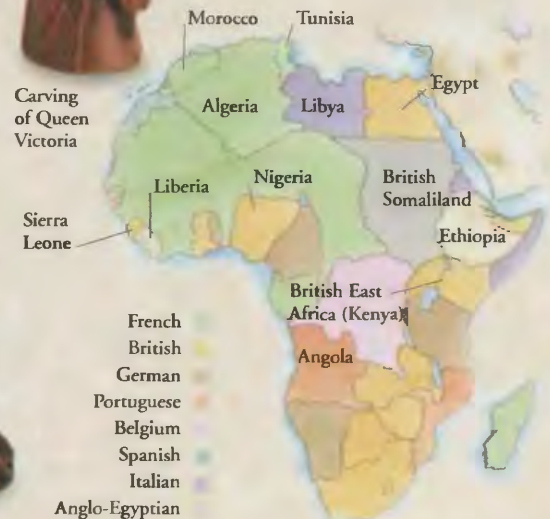 Morocco
Tunisia
Carving
of Queen
Victoria
Algeria
Libya
Egypt
Liberia
Nigeria
British
Somaliland
Sierra
Leone
Ethiopia
British East
Africa (Kenya)
Angola
French
British
German
Portuguese
Belgium
Spanish
Italian
Anglo-Egyptian